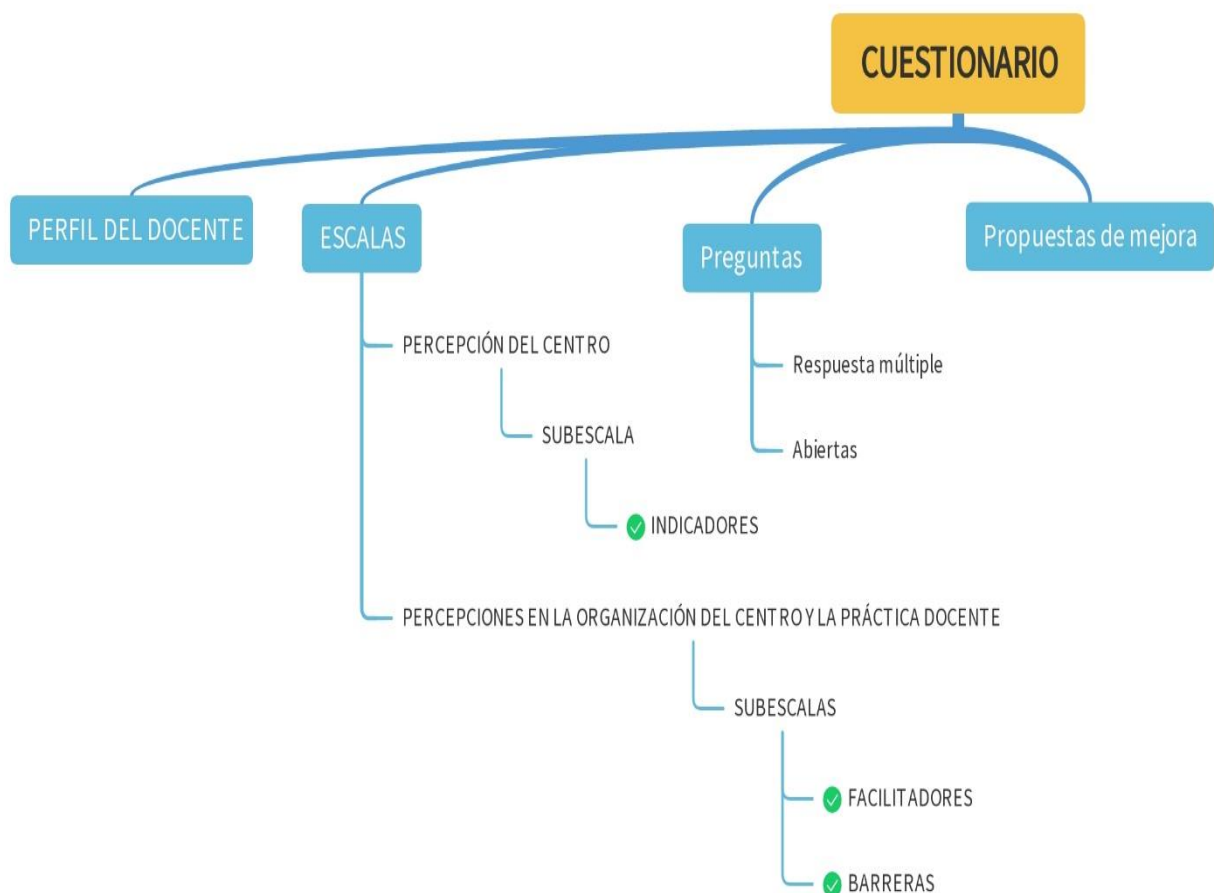 CUESTIONARIO
PERFIL DEL DOCENTE
ESCALAS
Preguntas
Propuestas de mejora
PERCEPCIÓN DEL CENTRO
SUBESCALA
INDICADORES
Respuesta múltiple
Abiertas
PERCEPCIONES EN LA ORGANIZACIÓN DEL CENTRO Y LA PRÁCTICA DOCENTE
SUBESCALAS
FACILITADORES
BARRERAS